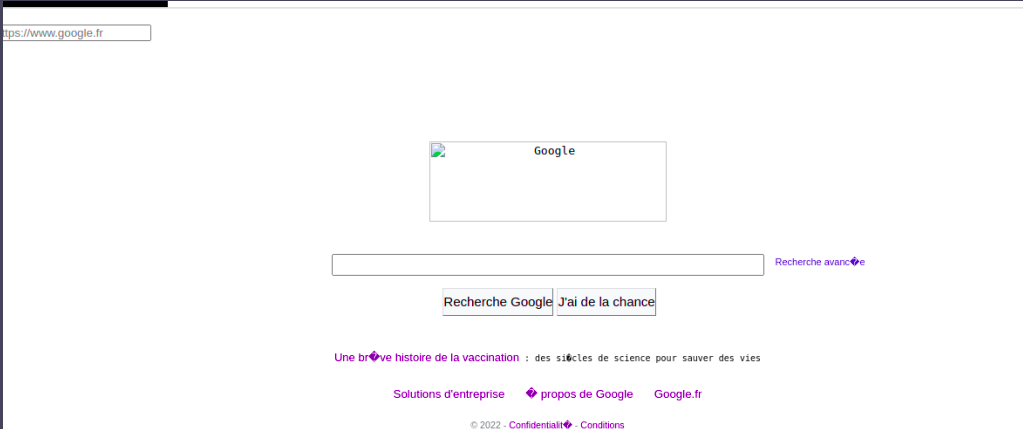 ttps://www.google.fr
Google
Recherche avanc�e
Recherche Google J'ai de la chance
Une br�ve histoire de la vaccination : des si�cles de science pour sauver des vies
Solutions d'entreprise � propos de Google Google.fr
© 2022 - Confidentialit� - Conditions